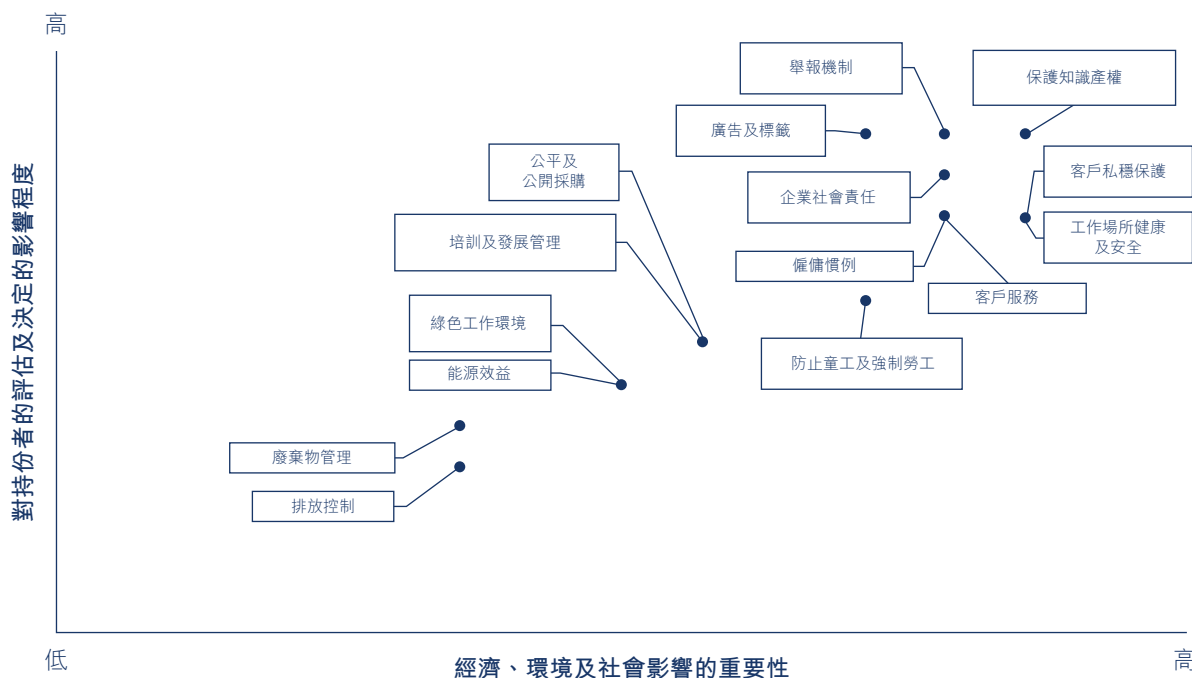 高
舉報機制
保護知識產權
廣告及標籤
公平及
公開採購
客戶私穩保護
企業社會責任
培訓及發展管理
工作場所健康
及安全
僱傭慣例
客戶服務
綠色工作環境
防止童工及強制勞工
能源效益
廢棄物管理
排放控制
對持份者的評估及決定的影響程度
低
經濟、環境及社會影響的重要性
高